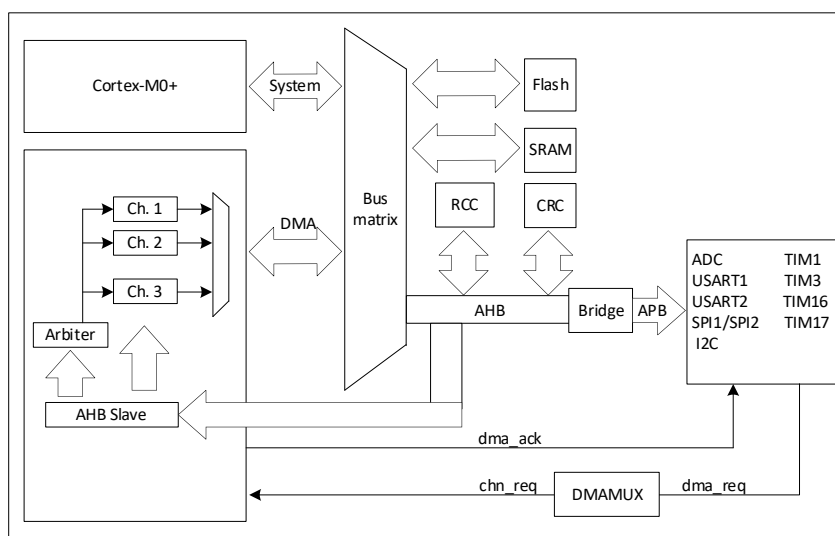 Cortex-M0+
System
Flash
SRAM
Bus
matrix
RCC
CRC
Ch. 1
Ch. 2
Ch. 3
DMA
Arbiter
AHB Slave
AHB
Bridge
APB
ADC TIM1
USART1 TIM3
USART2 TIM16
SPI1/SPI2 TIM17
I2C
dma_ack
chn_req
DMAMUX
dma_req